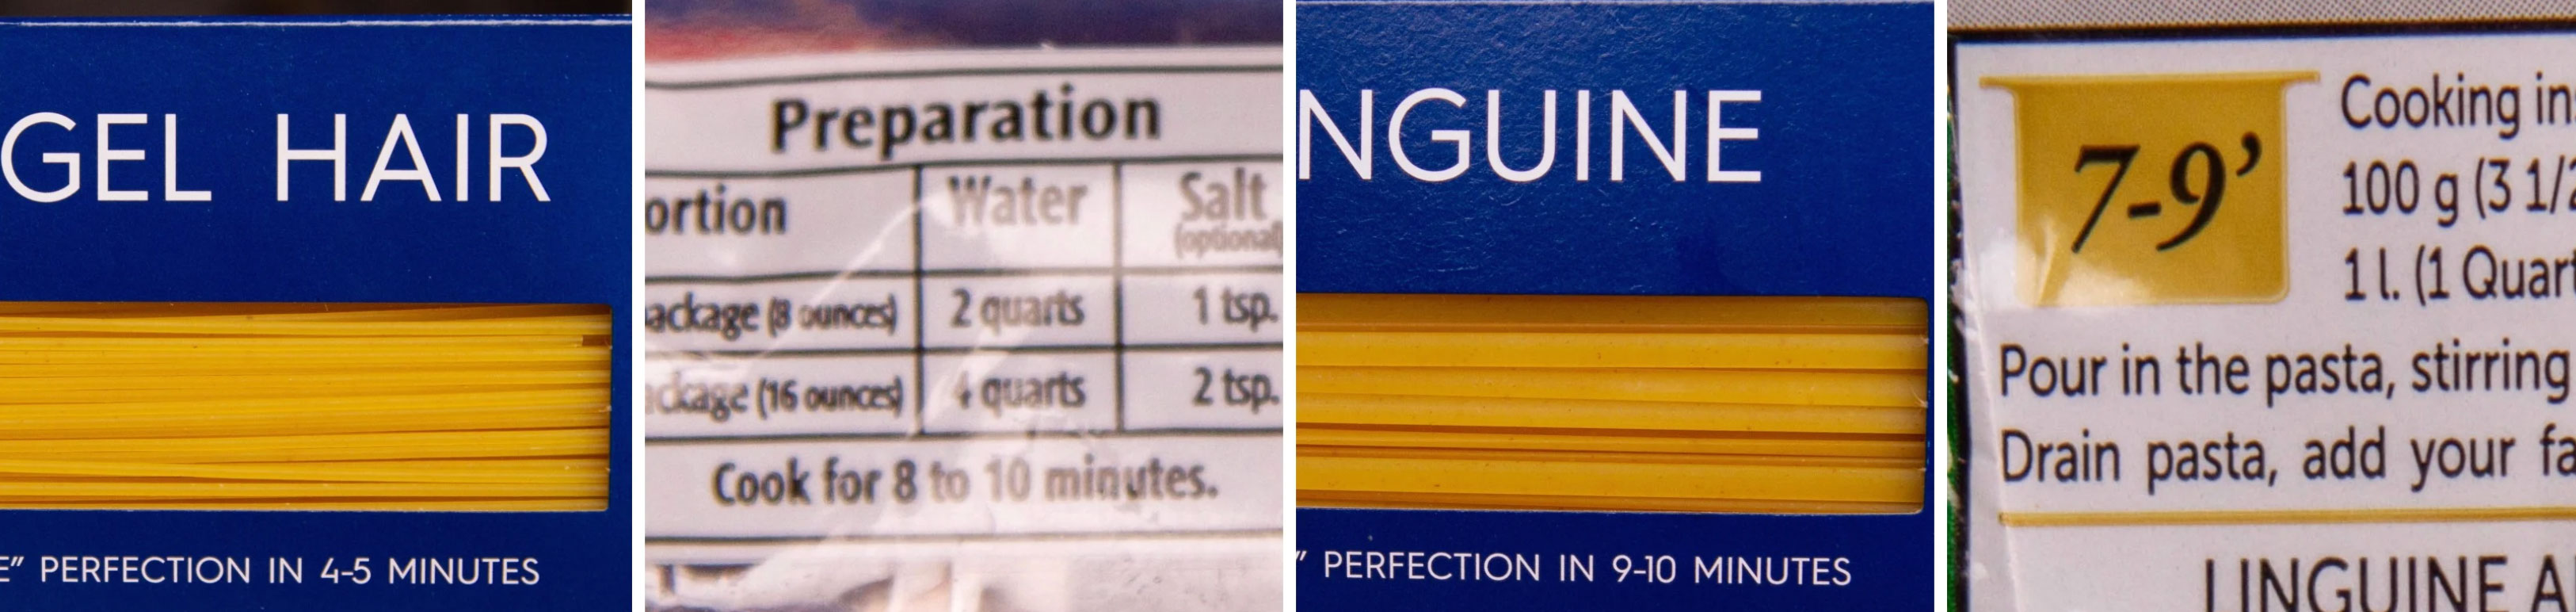 GEL HAIR
E” PERFECTION IN 4-5 MINUTES
Preparation
ortion Water Salt
(optional)
ackage (8 ounces) 2 quarts 1 tsp.
ckage (16 ounces) 4 quarts 2 tsp.
Cook for 8 to 10 minutes.
NGUINE
” PERFECTION IN 9-10 MINUTES
7-9’
Cooking in
100 g (3 1/2
1 l. (1 Quart
Pour in the pasta, stirring
Drain pasta, add your fa
LINGUINE A